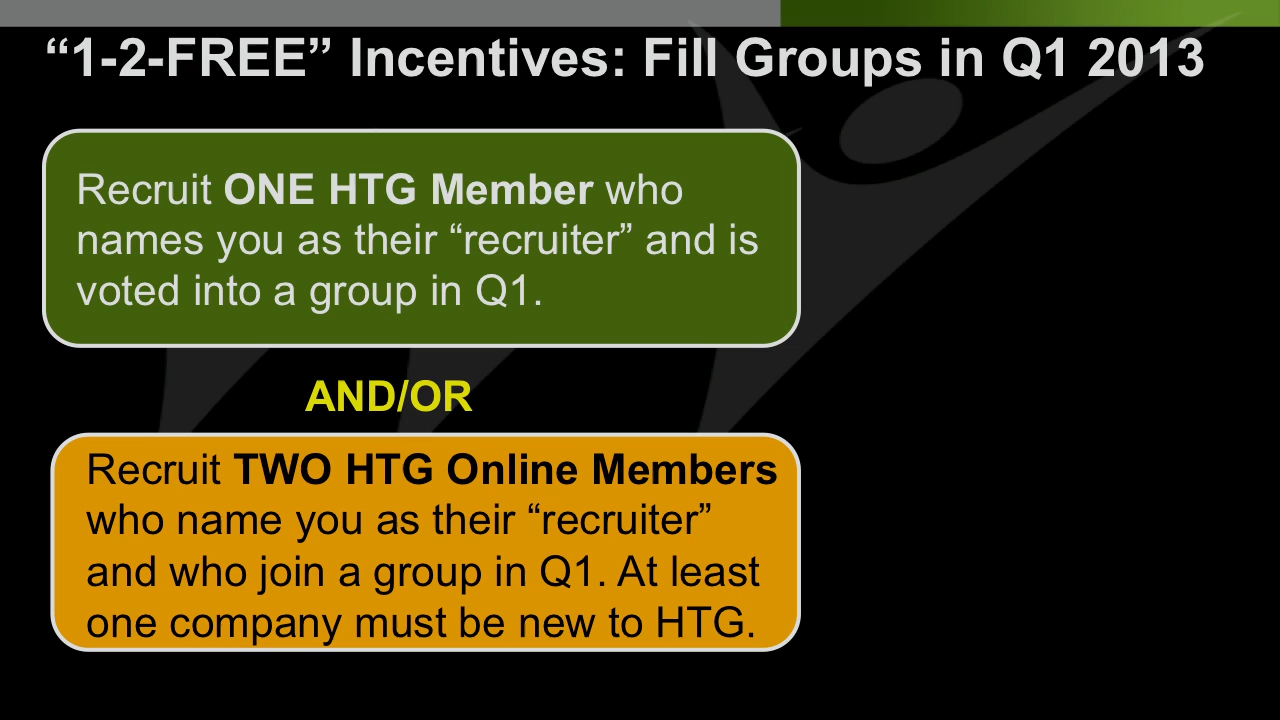 “1-2-FREE” Incentives: Fill Groups in Q1 2013
Recruit ONE HTG Member who
names you as their “recruiter” and is
voted into a group in Q1.
AND/OR
Recruit TWO HTG Online Members
who name you as their “recruiter”
and who join a group in Q1. At least
one company must be new to HTG.